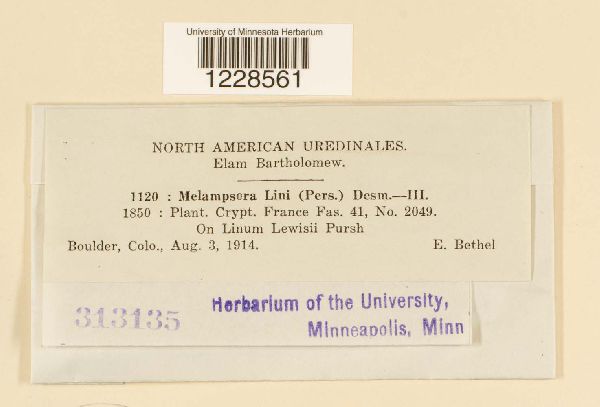 University of Minnesota Herbarium
1228561
NORTH AMERICAN UREDINALES.
Elam Bartholomew.
1120 : Melampsora Lini (Pers.) Desm.—III.
1850 : Plant. Crypt. France Fas. 41, No. 2049.
On Linum Lewisii Pursh
Boulder, Colo., Aug. 3, 1914. E. Bethel
313135 Herbarium of the University,
Minneapolis, Minn